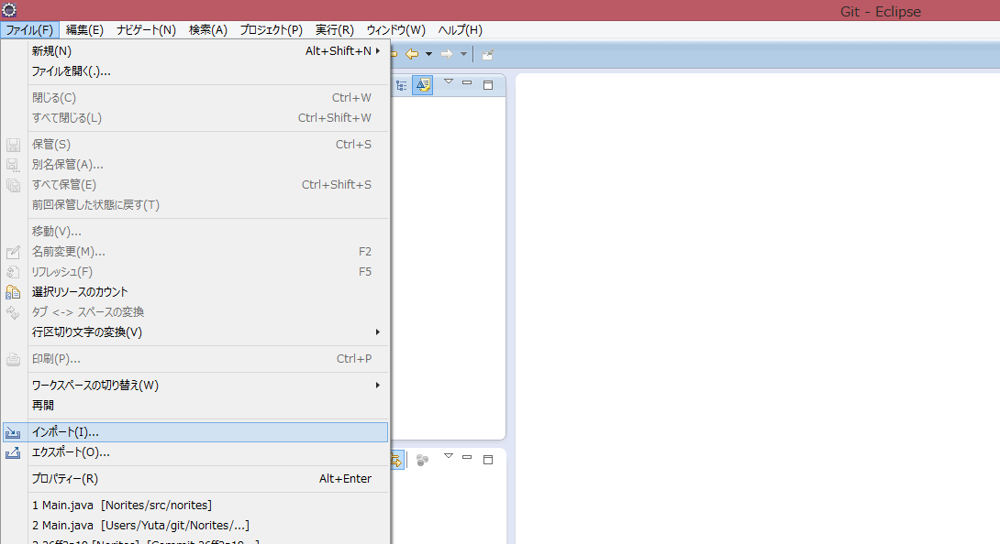 Git - Eclipse
ファイル(F) 編集(E) ナビゲート(N) 検索(A) プロジェクト(P) 実行(R) ウィンドウ(W) ヘルプ(H)
新規(N) Alt+Shift+N
ファイルを開く(.)...
閉じる(C) Ctrl+W
すべて閉じる(L) Ctrl+Shift+W
保管(S) Ctrl+S
別名保管(A)...
すべて保管(E) Ctrl+Shift+S
前回保管した状態に戻す(T)
移動(V)...
名前変更(M)... F2
リフレッシュ(F) F5
選択リソースのカウント
タブ <-> スペースの変換
行区切り文字の変換(V)
印刷(P)... Ctrl+P
ワークスペースの切り替え(W)
再開
インポート(I)...
エクスポート(O)...
プロパティー(R) Alt+Enter
1 Main.java [Norites/src/norites]
2 Main.java [Users/Yuta/git/Norites/...]